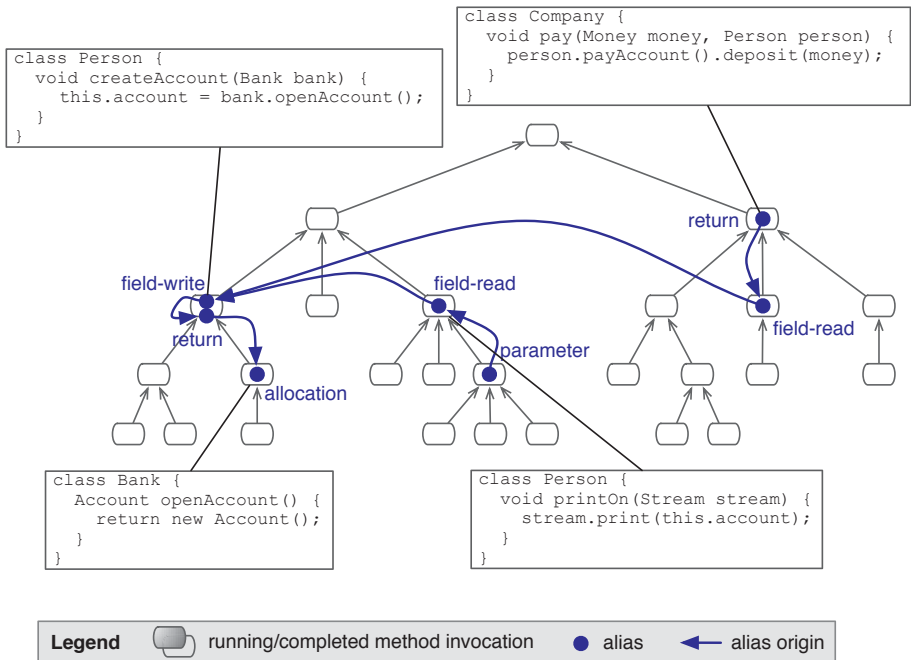 class Company {
  void pay(Money money, Person person) {
    person.payAccount().deposit(money);
  }
}
class Person {
  void createAccount(Bank bank) {
    this.account = bank.openAccount();
  }
}
return
field-write
field-read
field-read
return
parameter
allocation
class Bank {
  Account openAccount() {
    return new Account();
  }
}
class Person {
  void printOn(Stream stream) {
    stream.print(this.account);
  }
}
Legend running/completed method invocation alias alias origin